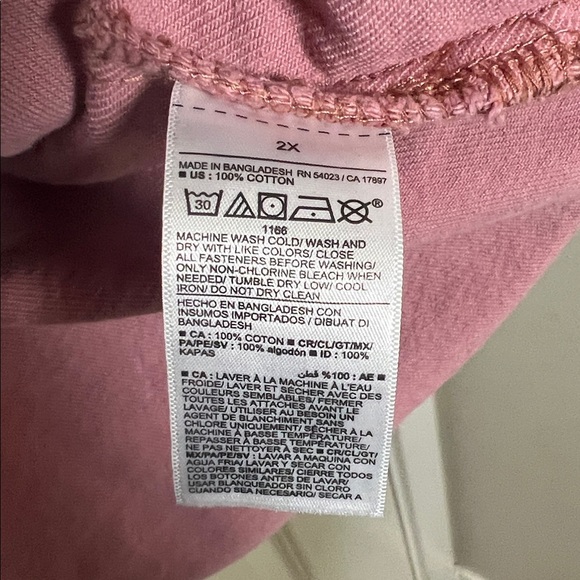 2X
MADE IN BANGLADESH RN 54023 / CA 17897
■ US : 100% COTTON
30 ®
1166
MACHINE WASH COLD/ WASH AND
DRY WITH LIKE COLORS/ CLOSE
ALL FASTENERS BEFORE WASHING/
ONLY NON-CHLORINE BLEACH WHEN
NEEDED/ TUMBLE DRY LOW/ COOL
IRON/ DO NOT DRY CLEAN
HECHO EN BANGLADESH CON
INSUMOS IMPORTADOS / DIBUAT DI
BANGLADESH
■ CA : 100% COTON ■ CR/CL/GT/MX/
PA/PE/SV : 100% algodón ■ ID : 100%
KAPAS
■ AE : 100% قطن
■ CA : LAVER À LA MACHINE À L'EAU
FROIDE/ LAVER ET SÉCHER AVEC DES
COULEURS SEMBLABLES/ FERMER
TOUTES LES ATTACHES AVANT LE
LAVAGE/ UTILISER AU BESOIN UN
AGENT DE BLANCHIMENT SANS
CHLORE UNIQUEMENT/ SÉCHER À LA
MACHINE À BASSE TEMPÉRATURE/
REPASSER À BASSE TEMPÉRATURE/
NE PAS NETTOYER À SEC ■ CR/CL/GT/
MX/PA/PE/SV : LAVAR A MAQUINA CON
AGUA FRIA/ LAVAR Y SECAR CON
COLORES SIMILARES/ CIERRE TODOS
LOS BOTONES ANTES DE LAVAR/
USAR BLANQUEADOR SIN CLORO
CUANDO SEA NECESARIO/ SECAR A